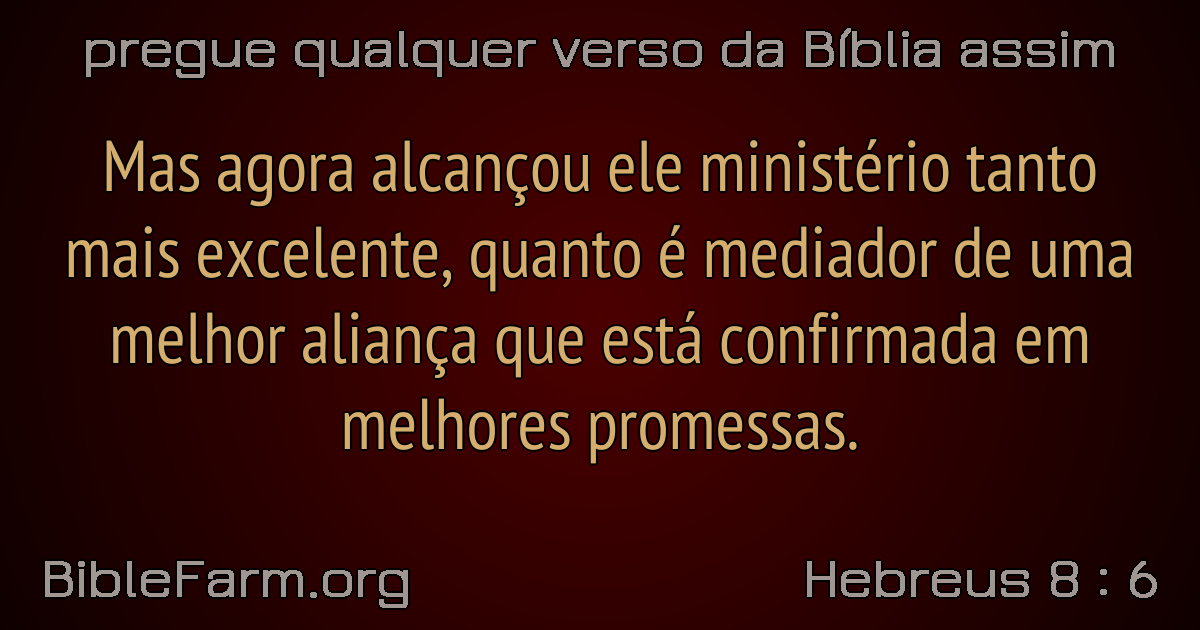 pregue qualquer verso da Bíblia assim
Mas agora alcançou ele ministério tanto
mais excelente, quanto é mediador de uma
melhor aliança que está confirmada em
melhores promessas.
BibleFarm.org
Hebreus 8 : 6